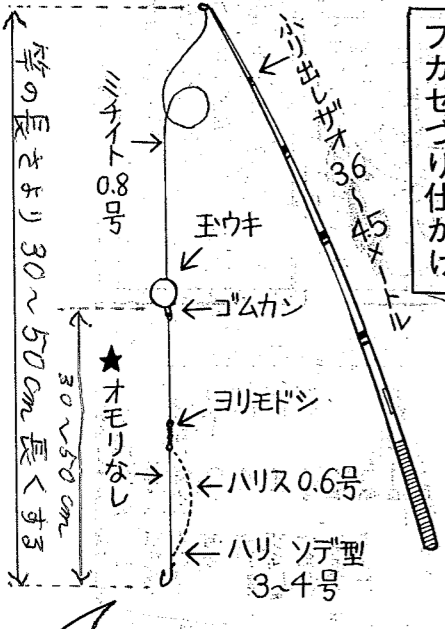 フカセづり仕かけ
ふり出しザオ 36〜45メートル
ミチイト 0.8号
玉ウキ
ゴムカン
ヨリモドシ
★オモリなし
ハリス 0.6号
ハリ ソデ型
3~4号
30〜50cm
竿の長さより30〜50cm長くする